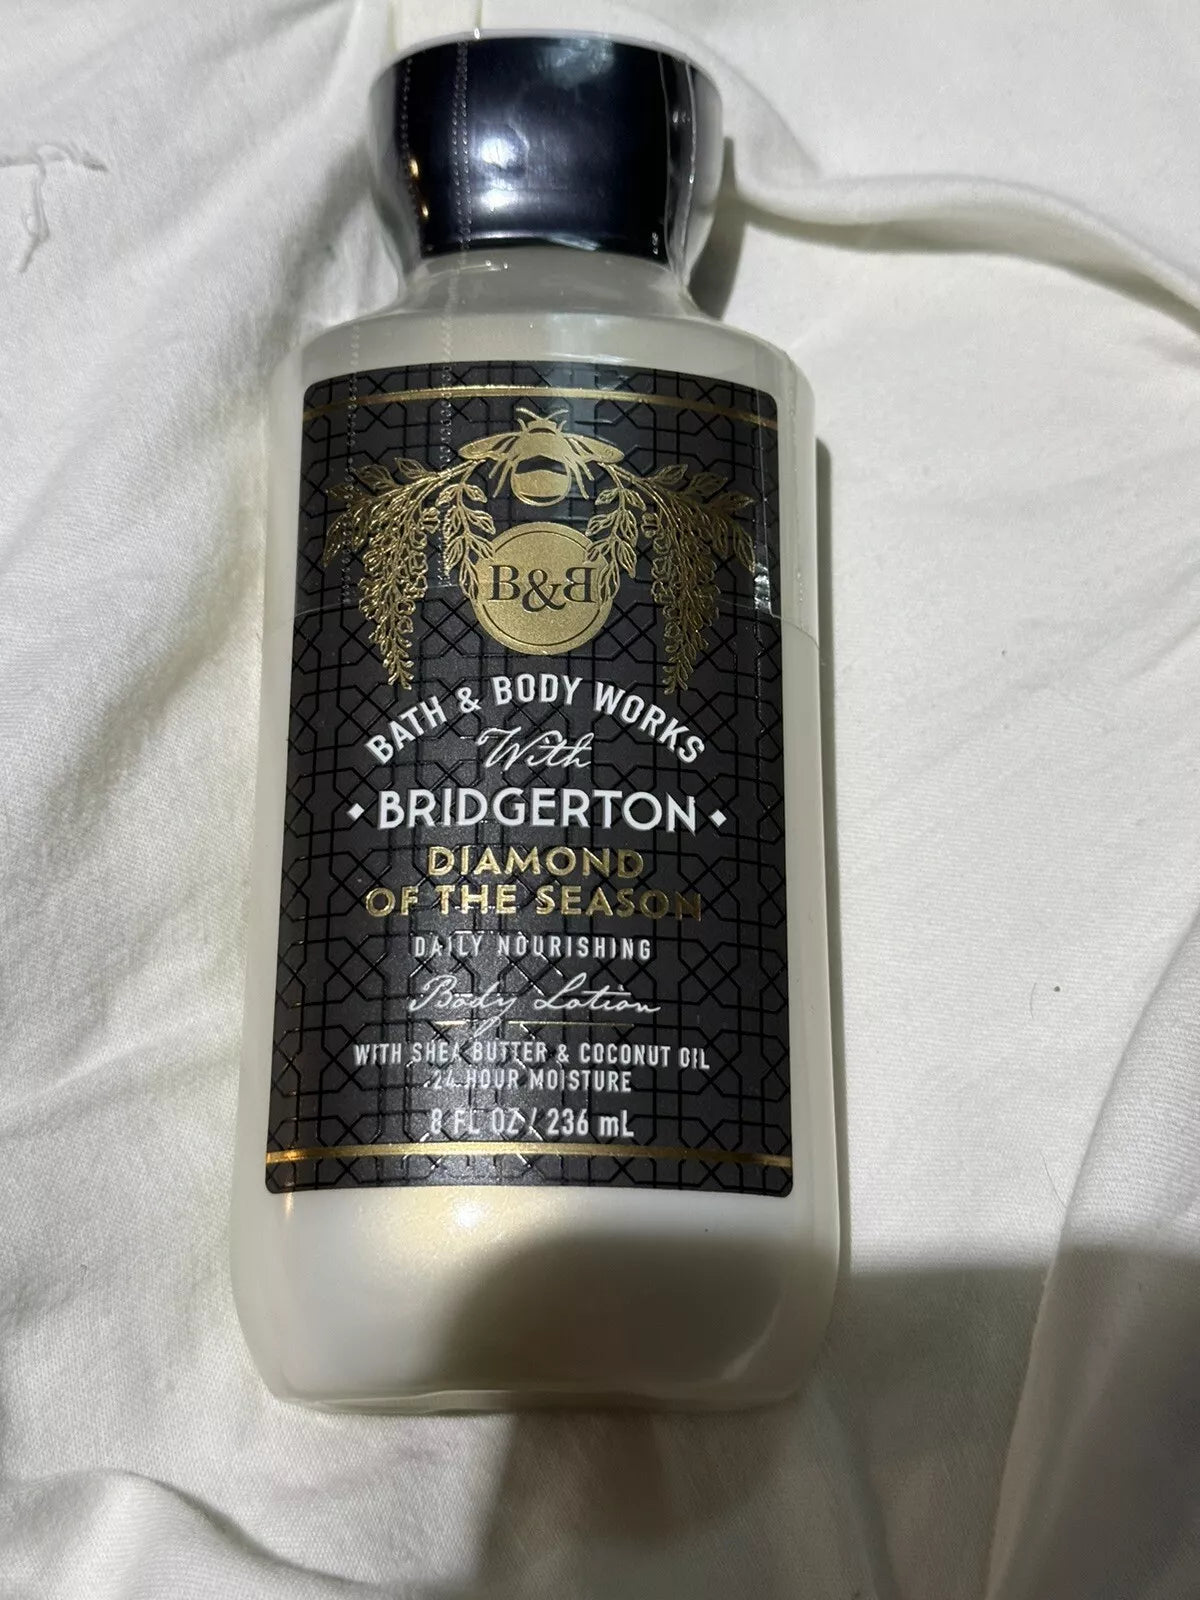 B&B
BATH & BODY WORKS
With
BRIDGERTON
DIAMOND
OF THE SEASON
DAILY NOURISHING
Body Lotion
WITH SHEA BUTTER & COCONUT OIL
24 HOUR MOISTURE
8 FL OZ / 236 mL